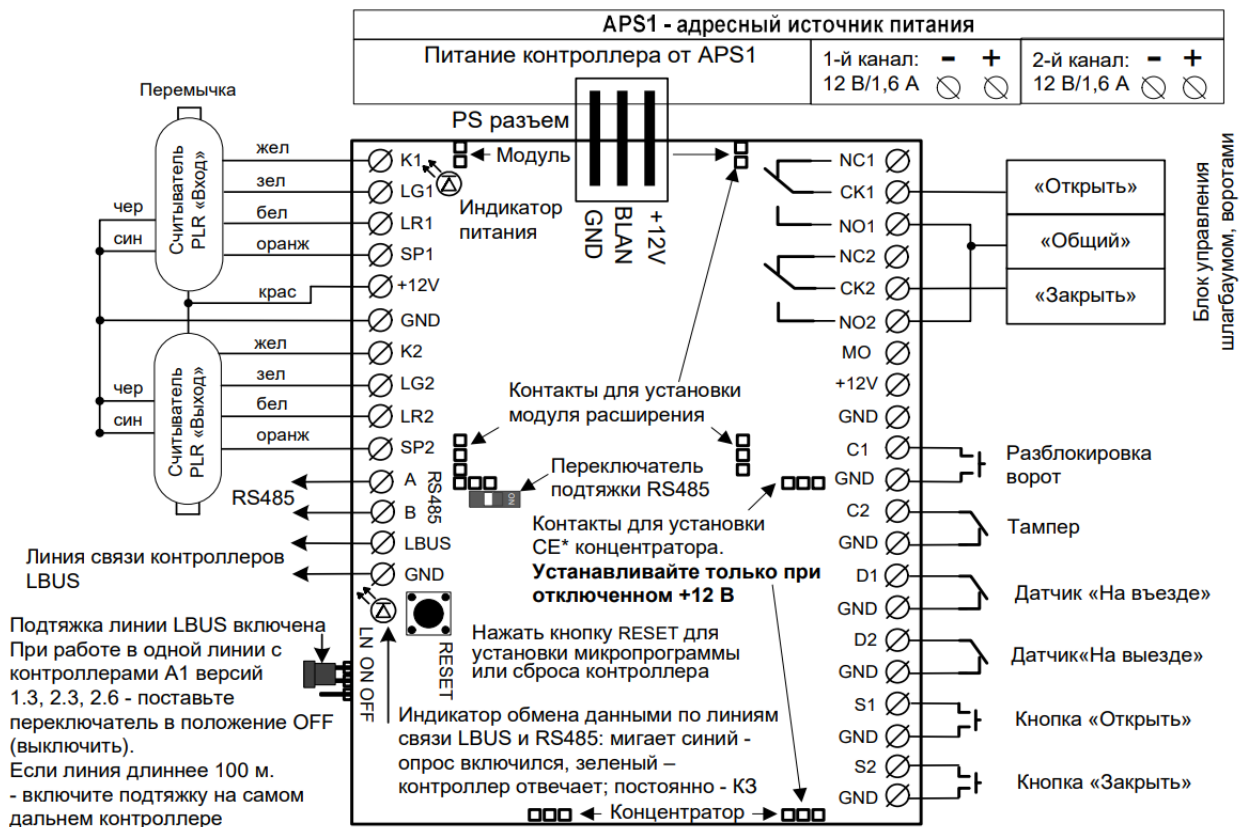 APS1 - адресный источник питания
Питание контроллера от APS1
1-й канал: - +
12 В/1,6 А
2-й канал: - +
12 В/1,6 А
Перемычка
PS разъем
Модуль
GND
BLAN
+12V
Индикатор
питания
Считыватель
PLR «Вход»
жел
зел
бел
оранж
чер
син
крас
Считыватель
PLR «Выход»
жел
зел
бел
оранж
чер
син
K1
LG1
LR1
SP1
+12V
GND
K2
LG2
LR2
SP2
A
B
RS485
LBUS
GND
RS485
Линия связи контроллеров
LBUS
Подтяжка линии LBUS включена
При работе в одной линии с
контроллерами А1 версий
1.3, 2.3, 2.6 - поставьте
переключатель в положение OFF
(выключить).
Если линия длиннее 100 м.
- включите подтяжку на самом
дальнем контроллере
LN ON OFF
RESET
Контакты для установки
модуля расширения
Переключатель
подтяжки RS485
NO
Контакты для установки
CE* концентратора.
Устанавливайте только при
отключенном +12 В
Нажать кнопку RESET для
установки микропрограммы
или сброса контроллера
Индикатор обмена данными по линиям
связи LBUS и RS485: мигает синий -
опрос включился, зеленый –
контроллер отвечает; постоянно - КЗ
Концентратор
NC1
CK1
NO1
NC2
CK2
NO2
MO
+12V
GND
C1
GND
C2
GND
D1
GND
D2
GND
S1
GND
S2
GND
«Открыть»
«Общий»
«Закрыть»
Блок управления
шлагбаумом, воротами
Разблокировка
ворот
Тампер
Датчик «На въезде»
Датчик«На выезде»
Кнопка «Открыть»
Кнопка «Закрыть»